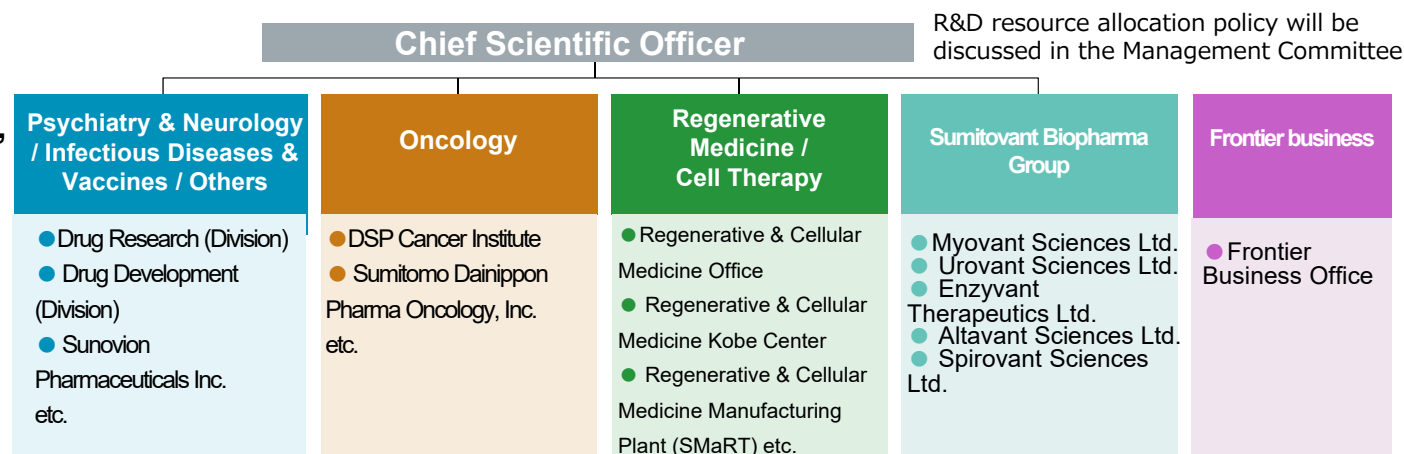 Chief Scientific Officer
R&D resource allocation policy will be
discussed in the Management Committee
,
Psychiatry & Neurology
/ Infectious Diseases &
Vaccines / Others
●Drug Research (Division)
● Drug Development
(Division)
● Sunovion
Pharmaceuticals Inc.
etc.
Oncology
●DSP Cancer Institute
● Sumitomo Dainippon
Pharma Oncology, Inc.
etc.
Regenerative
Medicine /
Cell Therapy
●Regenerative & Cellular
Medicine Office
● Regenerative & Cellular
Medicine Kobe Center
● Regenerative & Cellular
Medicine Manufacturing
Plant (SMaRT) etc.
Sumitovant Biopharma
Group
● Myovant Sciences Ltd.
● Urovant Sciences Ltd.
● Enzyvant
Therapeutics Ltd.
● Altavant Sciences Ltd.
● Spirovant Sciences
Ltd.
Frontier business
● Frontier
Business Office